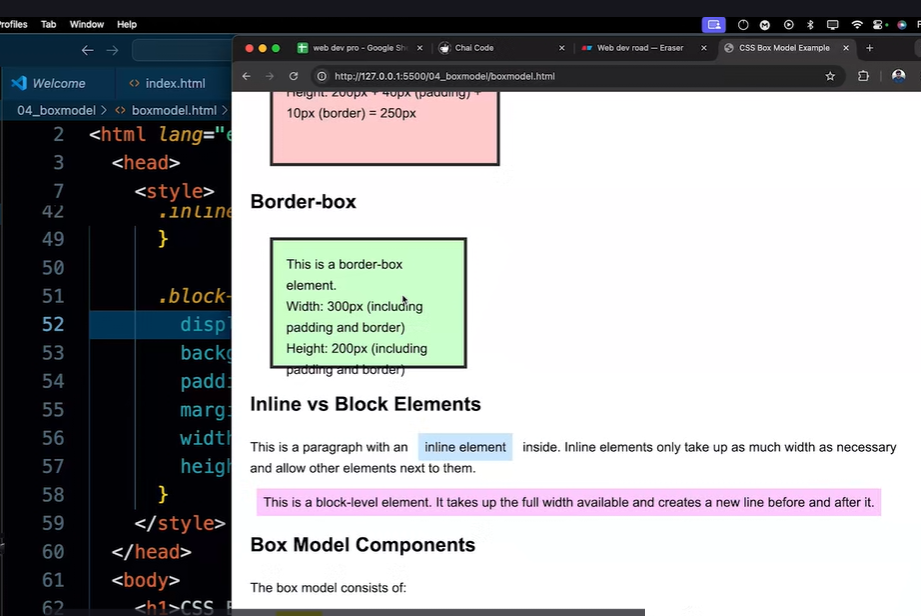 rofiles Tab Window Help
web dev pro - Google Sh
Chai Code
Web dev road — Eraser
CSS Box Model Example
Welcome
index.html
http://127.0.0.1:5500/04_boxmodel/boxmodel.html
04_boxmodel > boxmodel.html >
2 <html lang="e
3 <head>
7 <style>
42 .inline
49 }
50
51 .block-
52 displ
53 backg
54 paddi
55 marg
56 width
57 heigh
58 }
59 </style>
60 </head>
61 <body>
62 <h1>CSS
Height: 200px + 40px (padding) +
10px (border) = 250px
Border-box
This is a border-box
element.
Width: 300px (including
padding and border)
Height: 200px (including
padding and border)
Inline vs Block Elements
This is a paragraph with an inline element inside. Inline elements only take up as much width as necessary
and allow other elements next to them.
This is a block-level element. It takes up the full width available and creates a new line before and after it.
Box Model Components
The box model consists of: